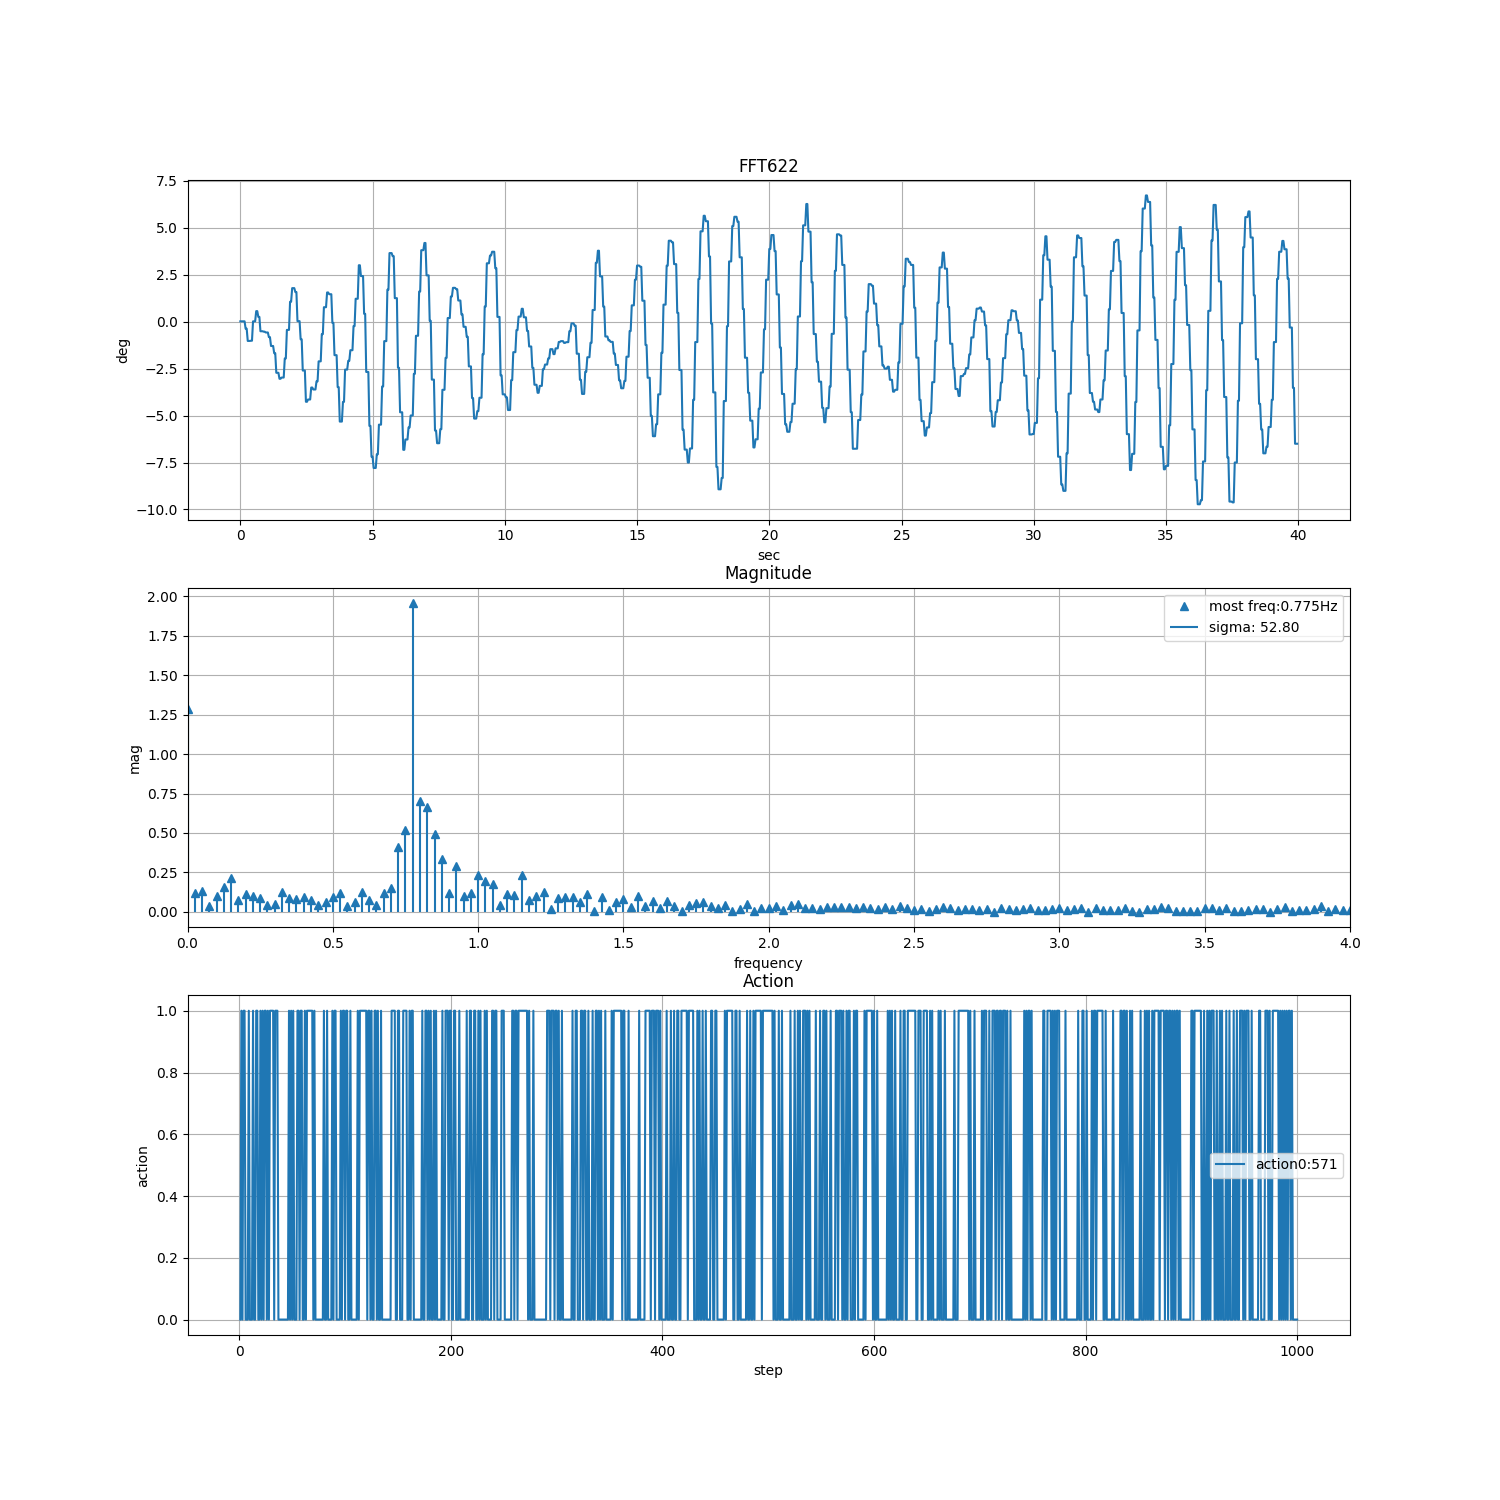 FFT622
7.5
5.0
2.5
0.0
−2.5
−5.0
−7.5
−10.0
deg
0 5 10 15 20 25 30 35 40
sec
Magnitude
2.00
1.75
1.50
1.25
1.00
0.75
0.50
0.25
0.00
mag
most freq:0.775Hz
sigma: 52.80
0.0 0.5 1.0 1.5 2.0 2.5 3.0 3.5 4.0
frequency
Action
1.0
0.8
0.6
0.4
0.2
0.0
action
action0:571
0 200 400 600 800 1000
step